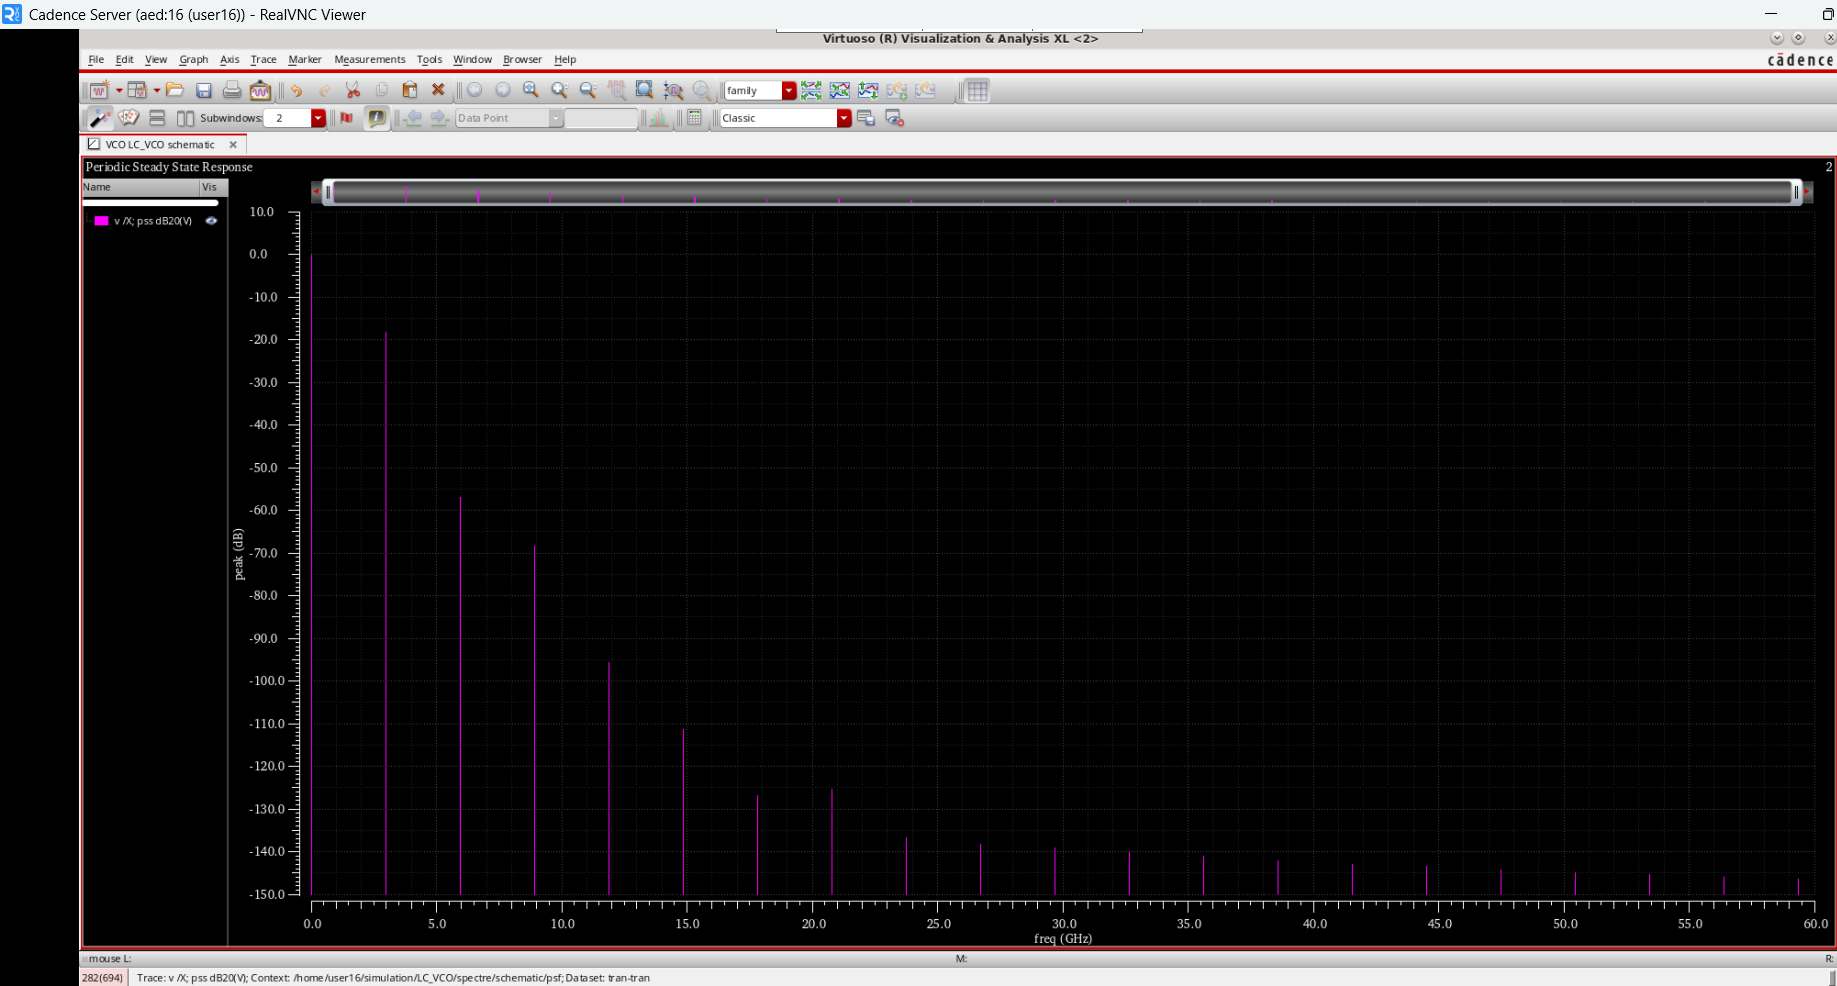 Cadence Server (aed:16 (user16)) - RealVNC Viewer
Virtuoso (R) Visualization & Analysis XL <2>
File Edit View Graph Axis Trace Marker Measurements Tools Window Browser Help
cādence
family
Subwindows: 2 Data Point Classic
VCO LC_VCO schematic
Periodic Steady State Response 2
Name Vis
v /X; pss dB20(V)
10.0
0.0
-10.0
-20.0
-30.0
-40.0
-50.0
-60.0
-70.0
-80.0
-90.0
-100.0
-110.0
-120.0
-130.0
-140.0
-150.0
peak (dB)
0.0 5.0 10.0 15.0 20.0 25.0 30.0 35.0 40.0 45.0 50.0 55.0 60.0
freq (GHz)
mouse L: M: R:
282(694) Trace: v /X; pss dB20(V); Context: /home/user16/simulation/LC_VCO/spectre/schematic/psf; Dataset: tran-tran